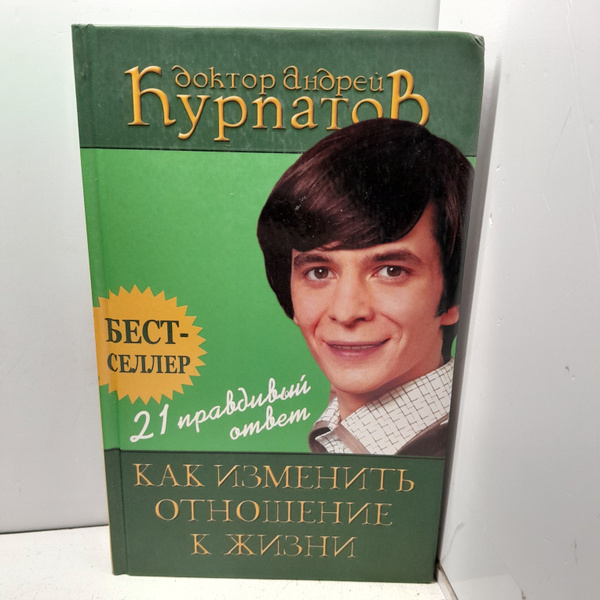 доктор андрей
Курпатов
БЕСТ-
СЕЛЛЕР
21 правдивый
ответ
КАК ИЗМЕНИТЬ
ОТНОШЕНИЕ
К ЖИЗНИ